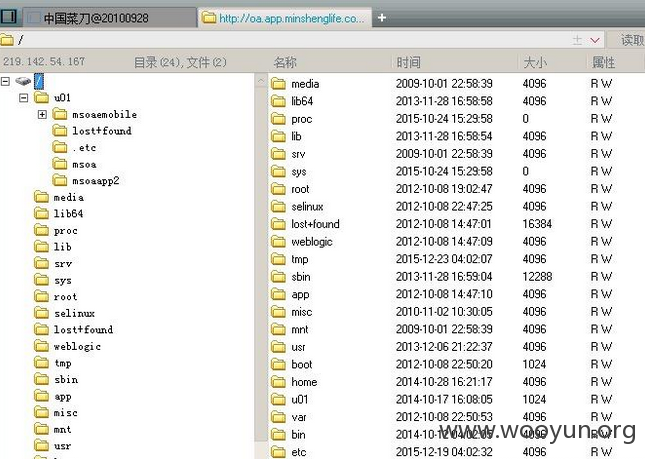 中国菜刀@20100928
http://oa.app.minshenglife.co...
/
读取
219.142.54.167 目录(24),文件(2) 名称 时间 大小 属性
/
u01
msoaemobile
lost+found
.etc
msoa
msoaapp2
media
lib64
proc
lib
srv
sys
root
selinux
lost+found
weblogic
tmp
sbin
app
misc
mnt
usr
media 2009-10-01 22:58:39 4096 R W
lib64 2013-11-28 16:58:58 4096 R W
proc 2015-10-24 15:29:58 0 R W
lib 2013-11-28 16:58:54 4096 R W
srv 2009-10-01 22:58:39 4096 R W
sys 2015-10-24 15:29:58 0 R W
root 2012-10-08 19:02:47 4096 R W
selinux 2012-10-08 22:47:25 4096 R W
lost+found 2012-10-08 14:47:01 16384 R W
weblogic 2012-10-08 14:47:09 4096 R W
tmp 2015-12-23 04:02:07 4096 R W
sbin 2013-11-28 16:59:04 12288 R W
app 2012-10-08 14:47:10 4096 R W
misc 2010-11-02 10:30:05 4096 R W
mnt 2009-10-01 22:58:39 4096 R W
usr 2013-12-06 21:22:37 4096 R W
boot 2012-10-08 22:50:20 1024 R W
home 2014-10-28 16:21:17 4096 R W
u01 2014-10-17 16:08:05 1024 R W
var 2012-10-08 22:50:53 4096 R W
bin 2014-10-12 04:02:05 4096 R W
etc 2015-12-19 04:02:32 4096 R W
www.wooyun.org